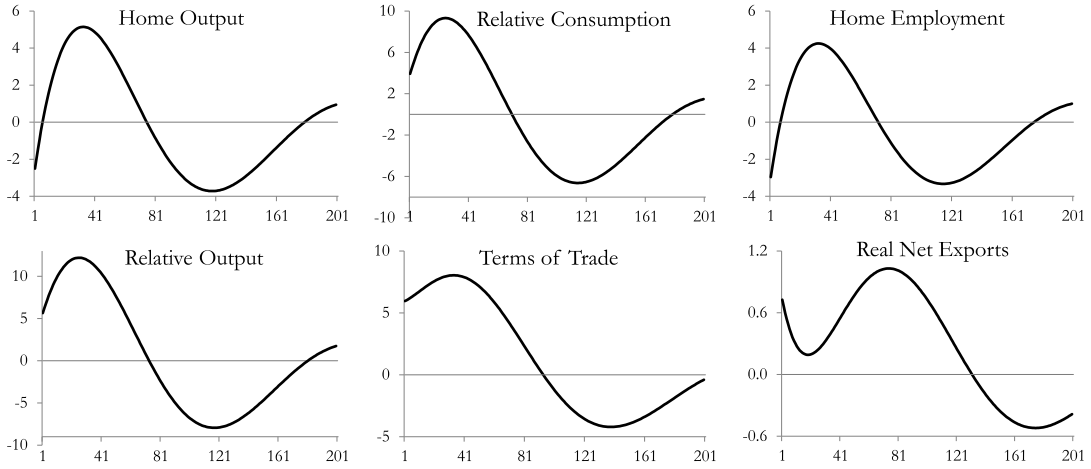 Home Output
6
4
2
0
-2
-4
1 41 81 121 161 201
Relative Consumption
10
6
2
-2
-6
-10
1 41 81 121 161 201
Home Employment
6
4
2
0
-2
-4
1 41 81 121 161 201
Relative Output
10
5
0
-5
-10
1 41 81 121 161 201
Terms of Trade
10
5
0
-5
1 41 81 121 161 201
Real Net Exports
1.2
0.6
0.0
-0.6
1 41 81 121 161 201